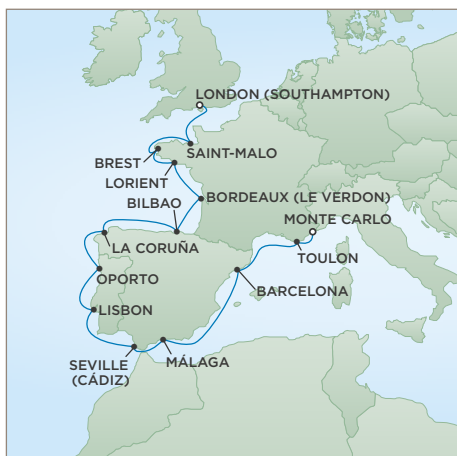 LONDON (SOUTHAMPTON)
SAINT-MALO
BREST
LORIENT
BORDEAUX (LE VERDON)
BILBAO
MONTE CARLO
LA CORUÑA
TOULON
OPORTO
BARCELONA
LISBON
SEVILLE
(CÁDIZ)
MÁLAGA